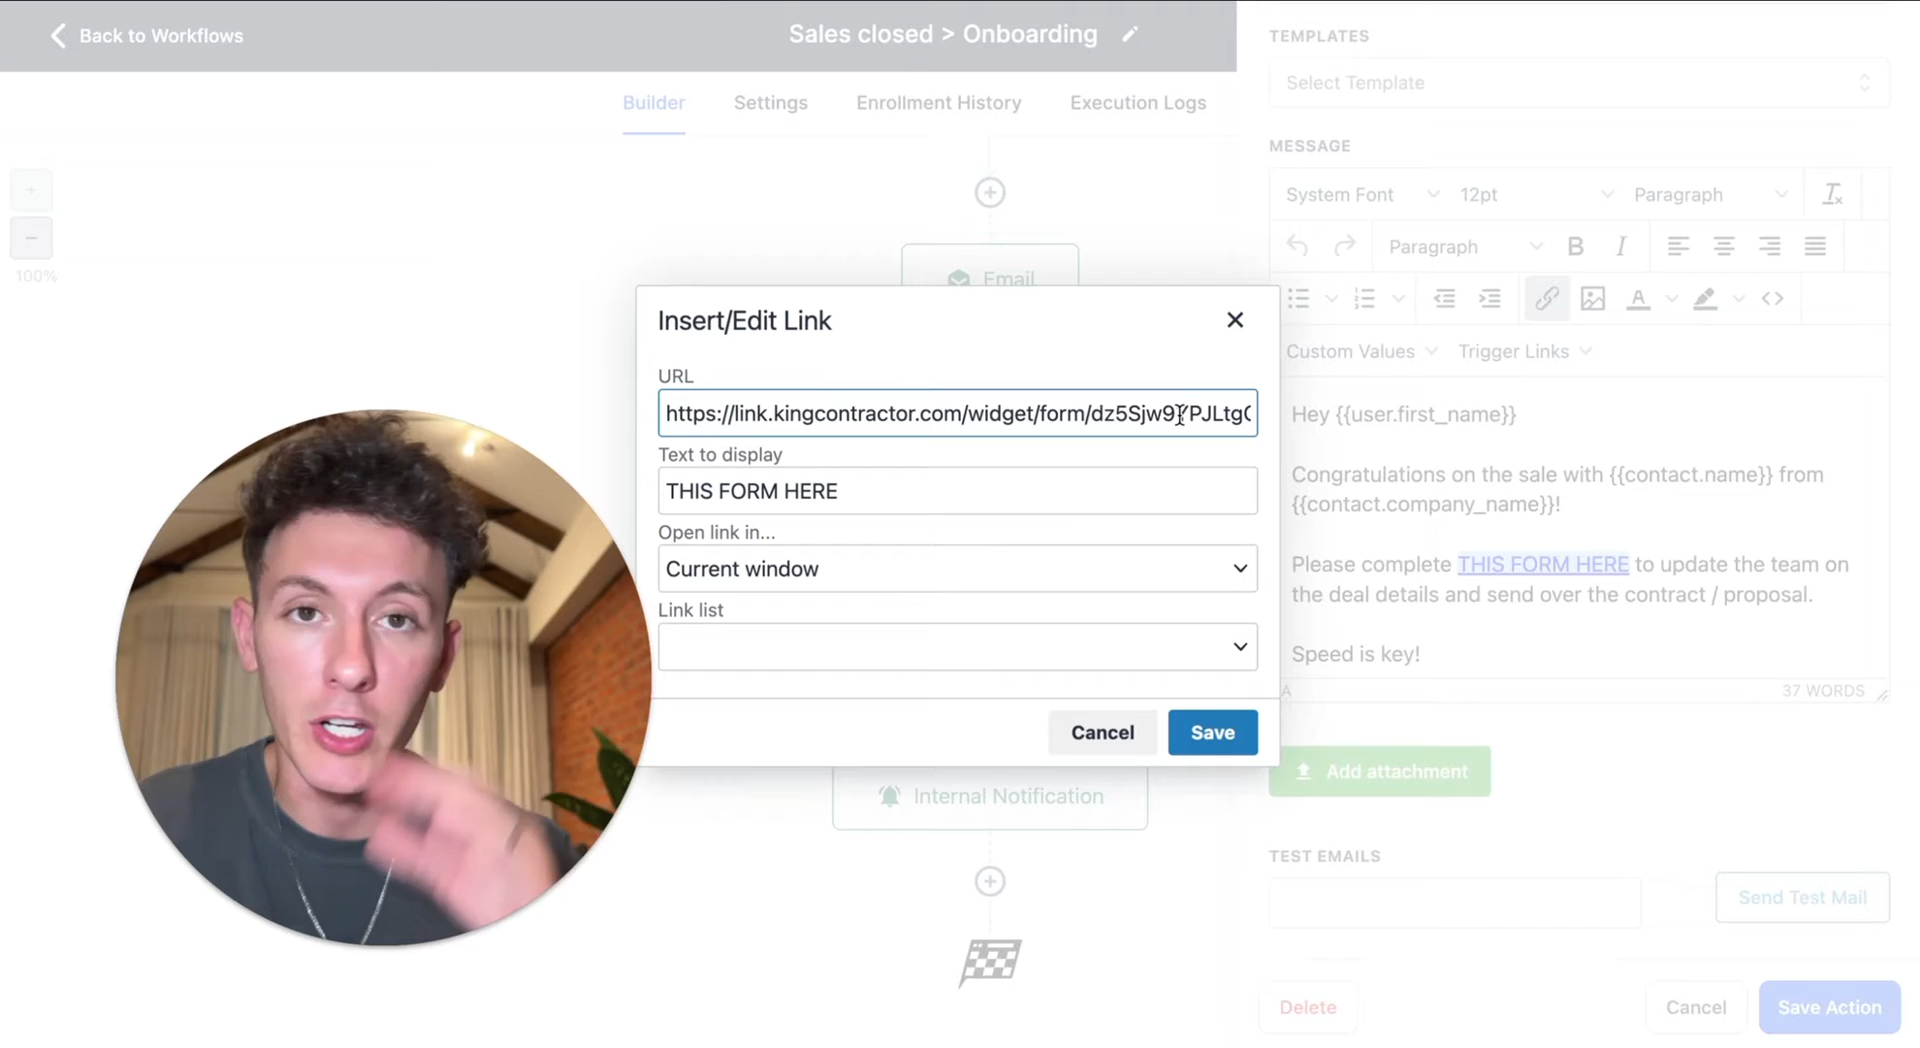 Back to Workflows
Sales closed > Onboarding
Builder
Settings
Enrollment History
Execution Logs
100%
Email
Insert/Edit Link
URL
https://link.kingcontractor.com/widget/form/dz5Sjw9YPJLtg
Text to display
THIS FORM HERE
Open link in...
Current window
Link list
Cancel
Save
Internal Notification
TEMPLATES
Select Template
MESSAGE
System Font
12pt
Paragraph
Paragraph
B
I
A
Custom Values
Trigger Links
Hey {{user.first_name}}
Congratulations on the sale with {{contact.name}} from
{{contact.company_name}}!
Please complete THIS FORM HERE to update the team on
the deal details and send over the contract / proposal.
Speed is key!
A
37 WORDS
Add attachment
TEST EMAILS
Send Test Mail
Delete
Cancel
Save Action